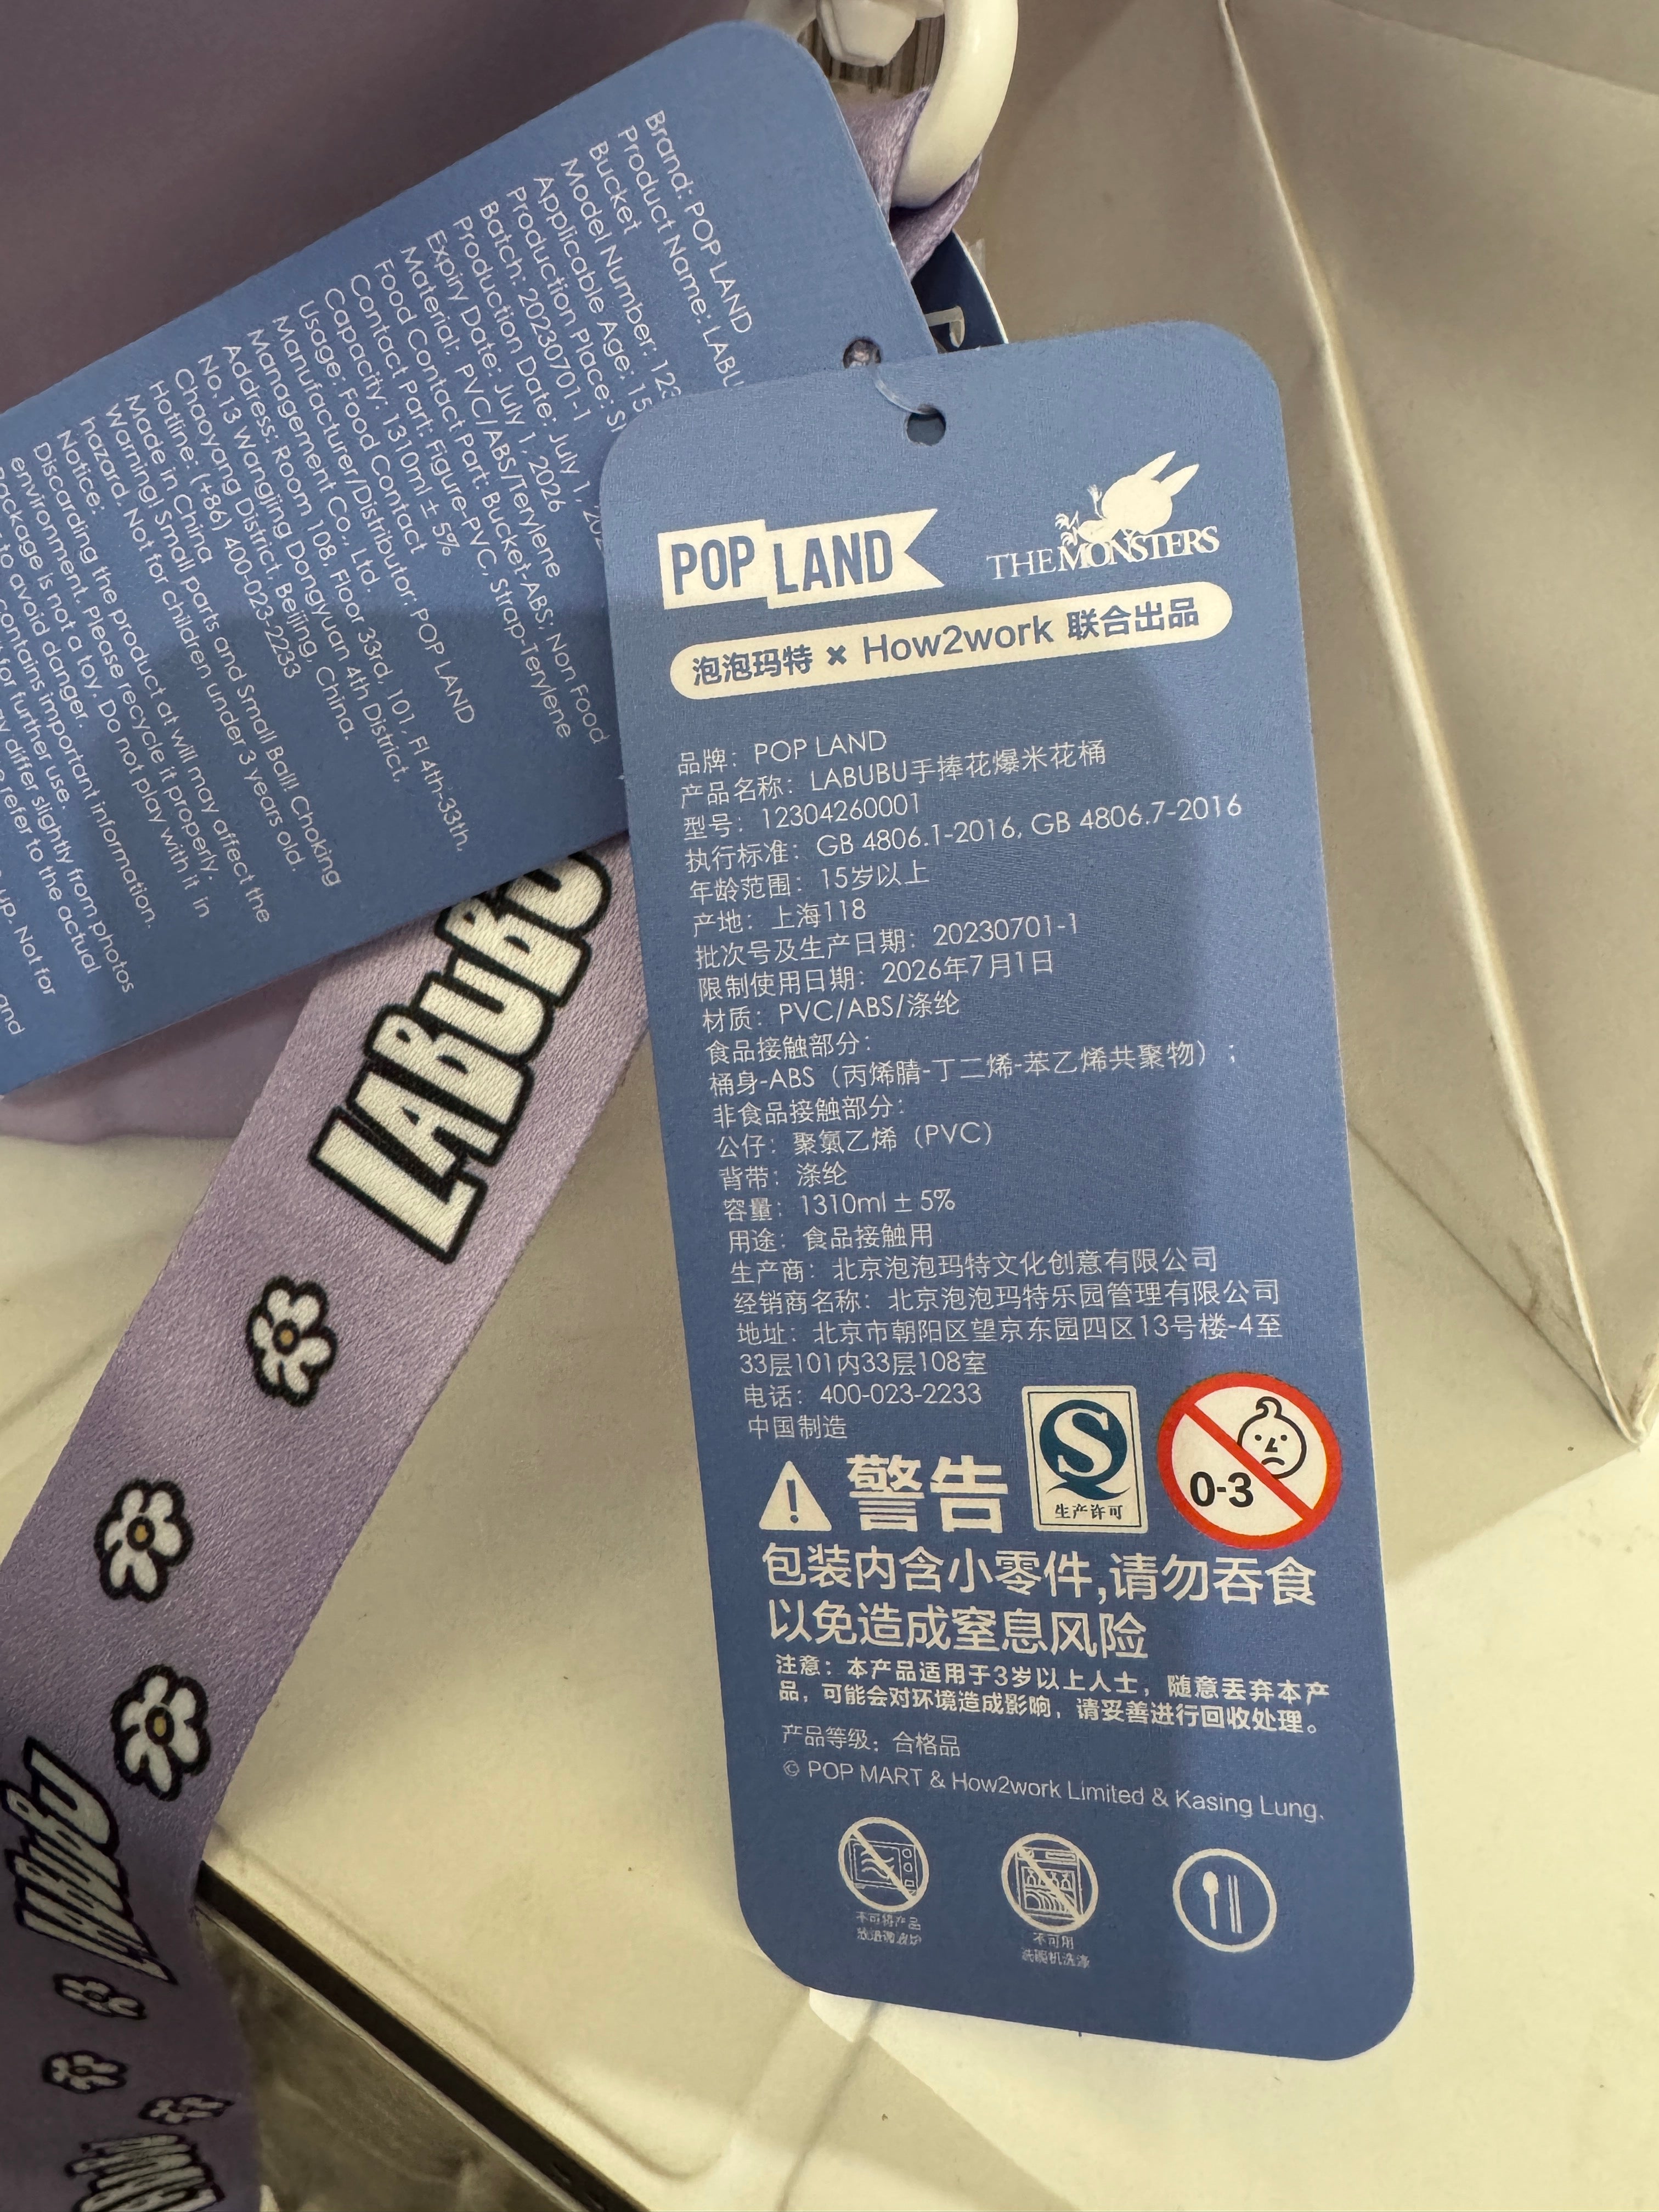 Brand: POP LAND
Product Name: LABU
Bucket
Model Number: 123
Applicable Age: 15
Production Place: S
Batch: 20230701-1
Production Date: July 1, 202
Expiry Date: July 1, 2026
Material: PVC/ABS/Terylene
Food Contact Part: Bucket-ABS; Non Food
Contact Part: Figure-PVC, Strap-Terylene
Capacity: 1310ml ± 5%
Usage: Food Contact
Manufacturer/Distributor: POP LAND
Management Co., Ltd.
Address: Room 108, Floor 33rd, 101, Fl 4th-33th,
No.13 Wangjing Dongyuan 4th District,
Chaoyang District, Beijing, China.
Hotline: (+86) 400-023-2233
Made in China
Warning! Small parts and Small Ball! Choking
hazard. Not for children under 3 years old.
Notice:
Discarding the product at will may affect the
environment. Please recycle it properly.
Package is not a toy. Do not play with it in
to avoid danger.
contains important information.
for further use.
y differ slightly from photos
e refer to the actual
up. Not for
and
POP LAND
THE MONSTERS
泡泡玛特 × How2work 联合出品
品牌：POP LAND
产品名称：LABUBU手捧花爆米花桶
型号：12304260001
执行标准：GB 4806.1-2016, GB 4806.7-2016
年龄范围：15岁以上
产地：上海118
批次号及生产日期：20230701-1
限制使用日期：2026年7月1日
材质：PVC/ABS/涤纶
食品接触部分：
桶身-ABS（丙烯腈-丁二烯-苯乙烯共聚物）；
非食品接触部分：
公仔：聚氯乙烯（PVC）
背带：涤纶
容量：1310ml ± 5%
用途：食品接触用
生产商：北京泡泡玛特文化创意有限公司
经销商名称：北京泡泡玛特乐园管理有限公司
地址：北京市朝阳区望京东园四区13号楼-4至
33层101内33层108室
电话：400-023-2233
中国制造
警告
生产许可
0-3
包装内含小零件,请勿吞食
以免造成窒息风险
注意：本产品适用于3岁以上人士，随意丢弃本产
品，可能会对环境造成影响，请妥善进行回收处理。
产品等级：合格品
© POP MART & How2work Limited & Kasing Lung.
不可将产品
不可用
洗碗机洗涤
LABUBU
LABUBU